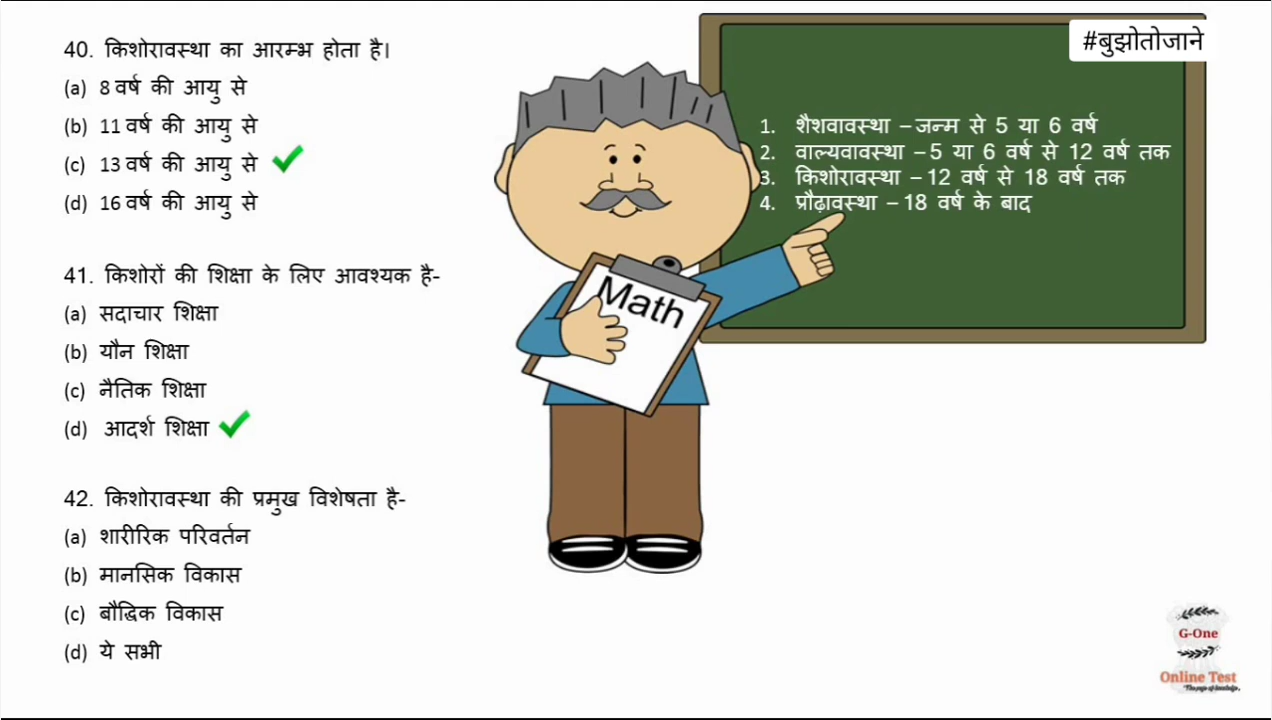 40. किशोरावस्था का आरम्भ होता है।
(a) 8 वर्ष की आयु से
(b) 11 वर्ष की आयु से
(c) 13 वर्ष की आयु से
(d) 16 वर्ष की आयु से
41. किशोरों की शिक्षा के लिए आवश्यक है-
(a) सदाचार शिक्षा
(b) यौन शिक्षा
(c) नैतिक शिक्षा
(d) आदर्श शिक्षा
42. किशोरावस्था की प्रमुख विशेषता है-
(a) शारीरिक परिवर्तन
(b) मानसिक विकास
(c) बौद्धिक विकास
(d) ये सभी
Math
#बुझोतोजाने
1. शैशवावस्था – जन्म से 5 या 6 वर्ष
2. वाल्यवावस्था – 5 या 6 वर्ष से 12 वर्ष तक
3. किशोरावस्था – 12 वर्ष से 18 वर्ष तक
4. प्रौढ़ावस्था – 18 वर्ष के बाद
G-One
Online Test